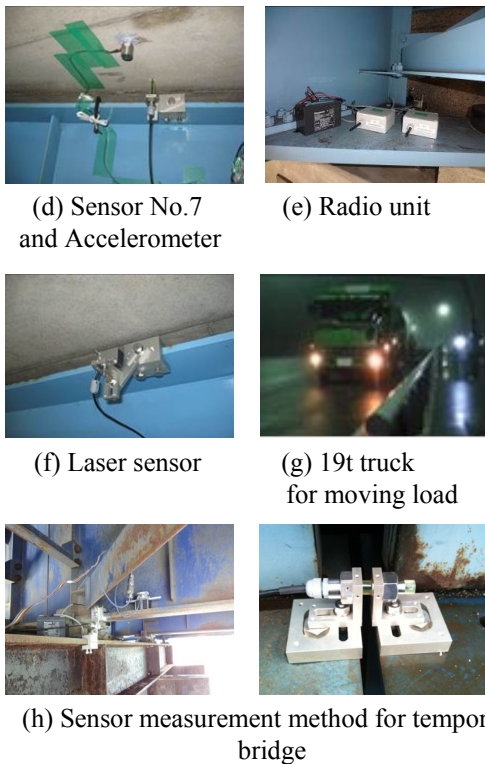 (d) Sensor No.7
and Accelerometer
(e) Radio unit
(f) Laser sensor
(g) 19t truck
for moving load
(h) Sensor measurement method for tempor
bridge